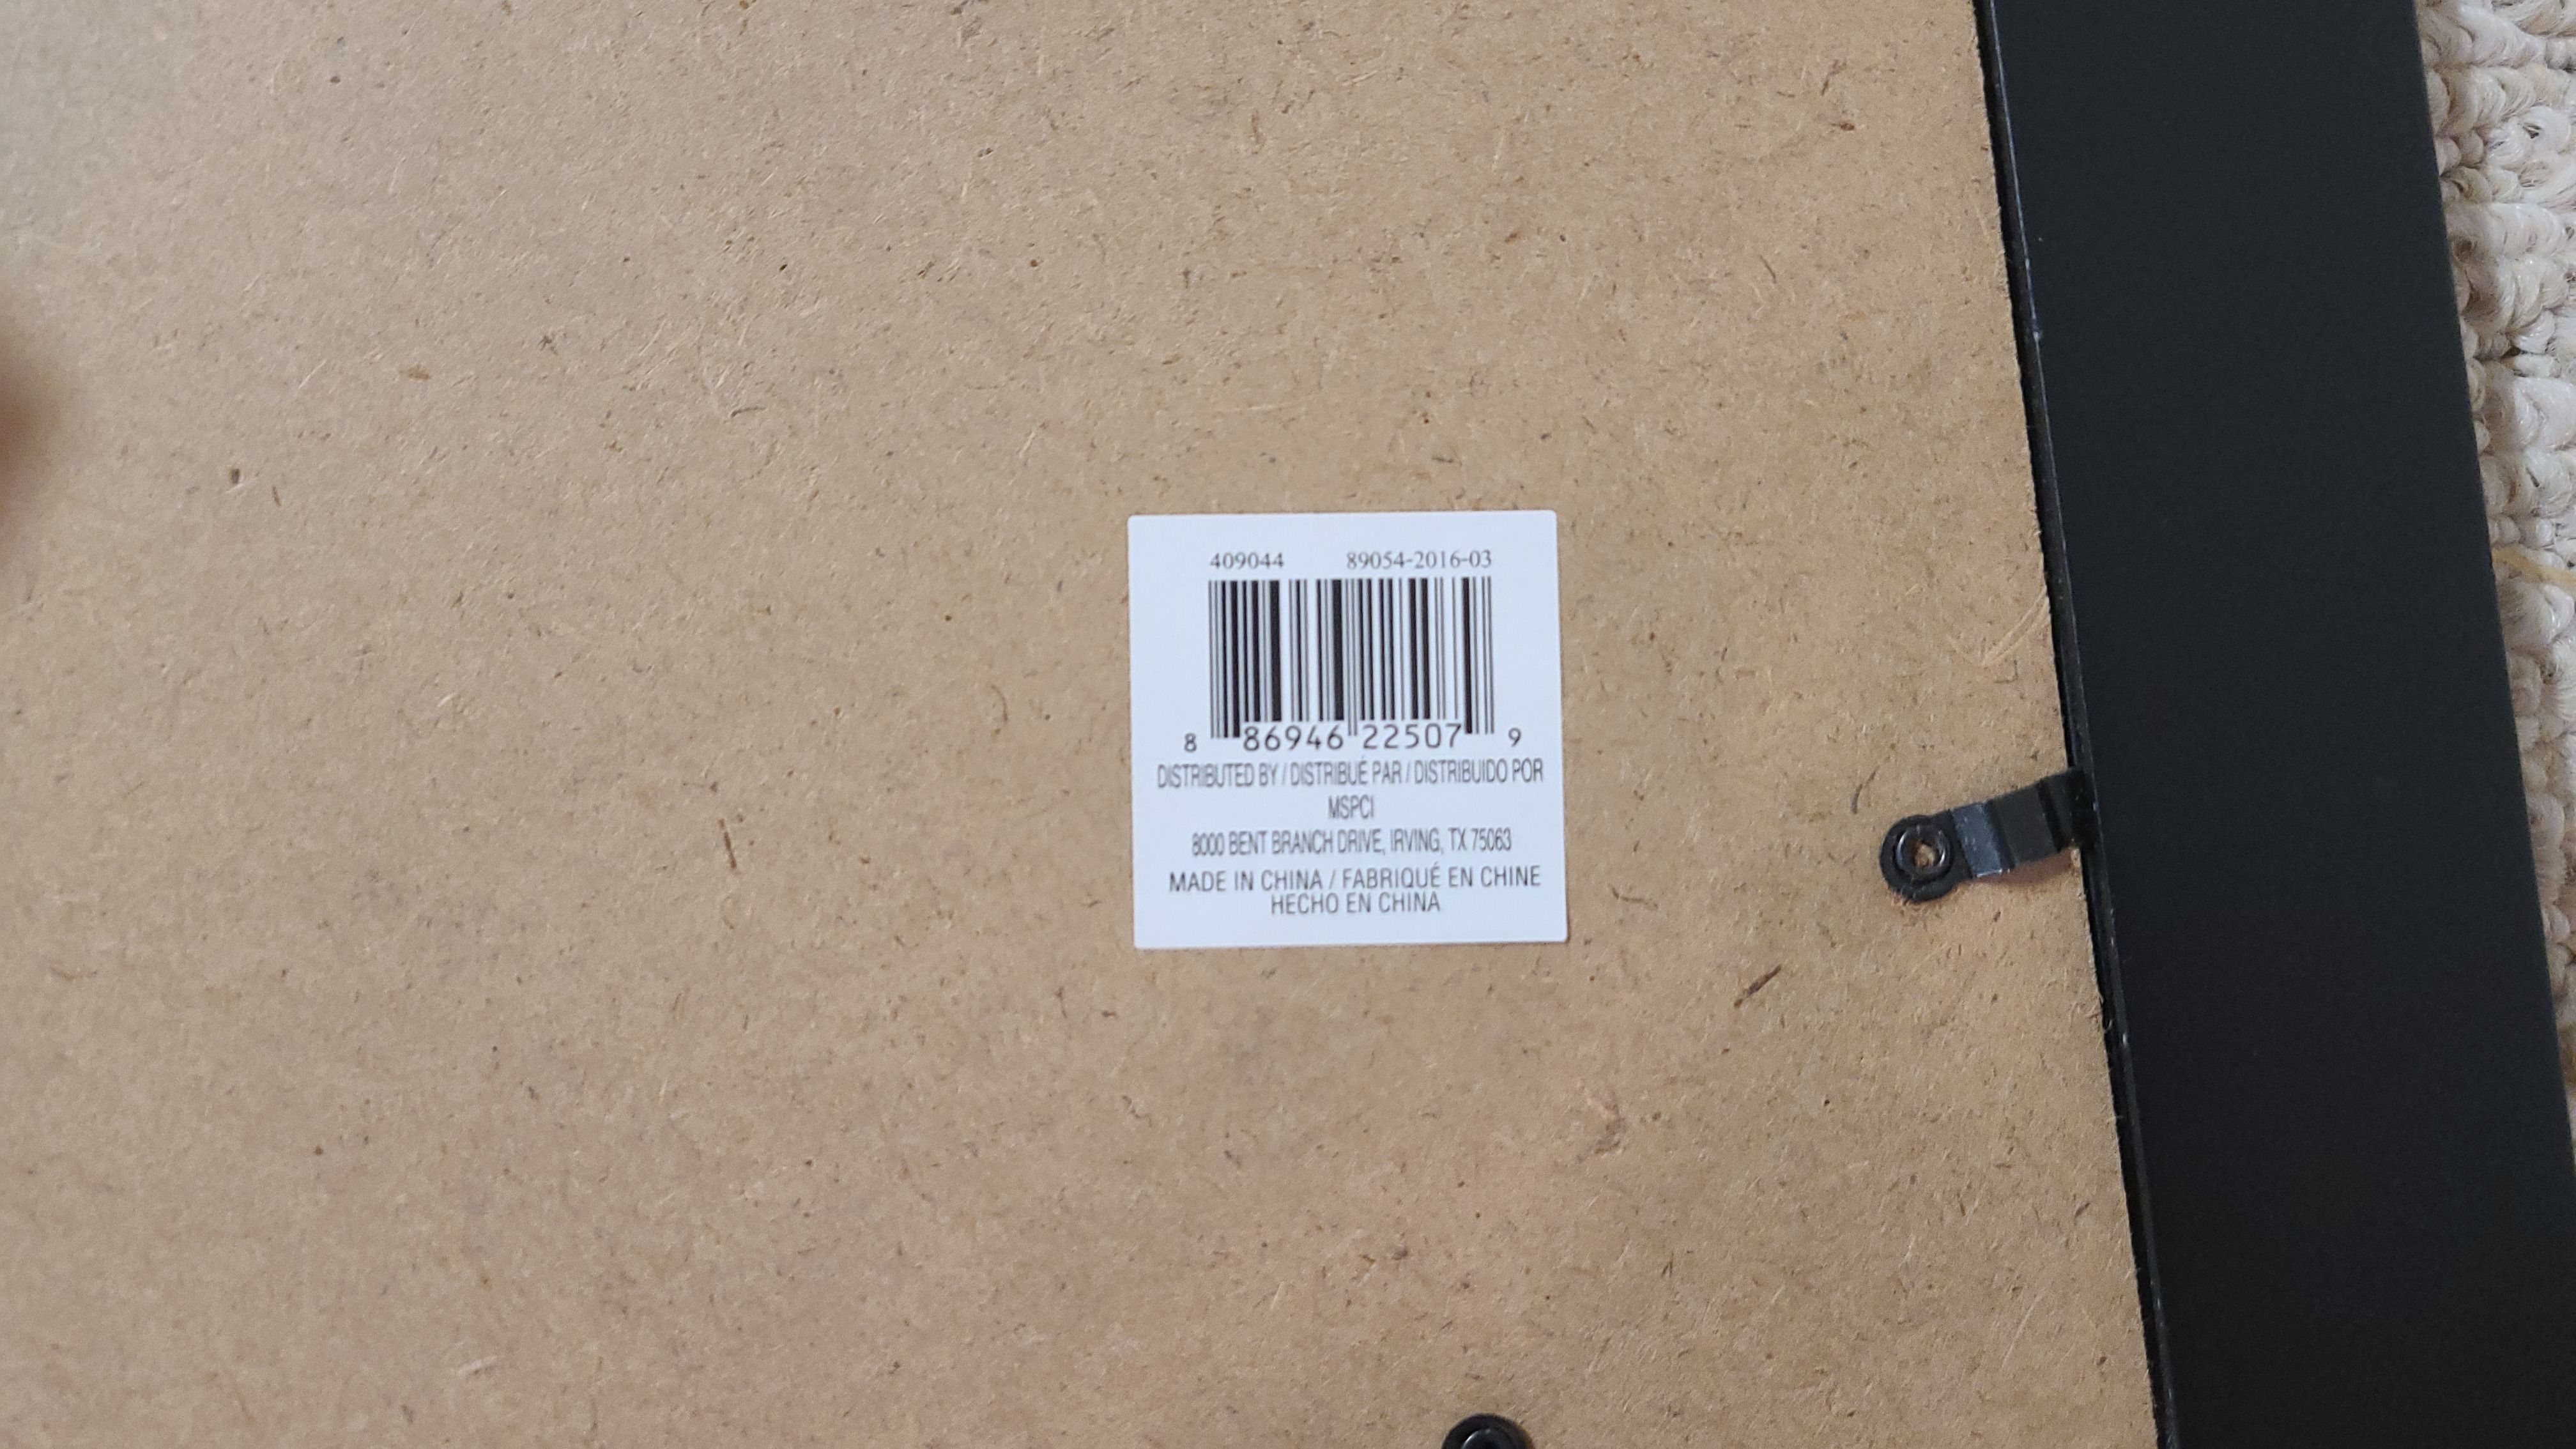 409044 89054-2016-03
8 86946 22507 9
DISTRIBUTED BY / DISTRIBUÉ PAR / DISTRIBUIDO POR
MSPCI
8000 BENT BRANCH DRIVE, IRVING, TX 75063
MADE IN CHINA / FABRIQUÉ EN CHINE
HECHO EN CHINA